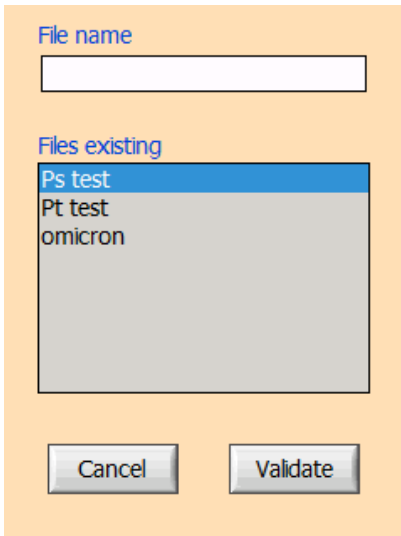 File name
Files existing
Ps test
Pt test
omicron
Cancel
Validate